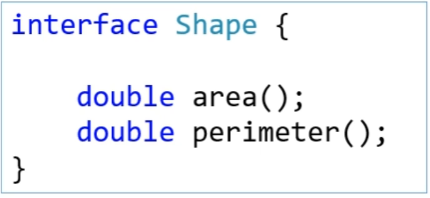 interface Shape {
double area();
double perimeter();
}